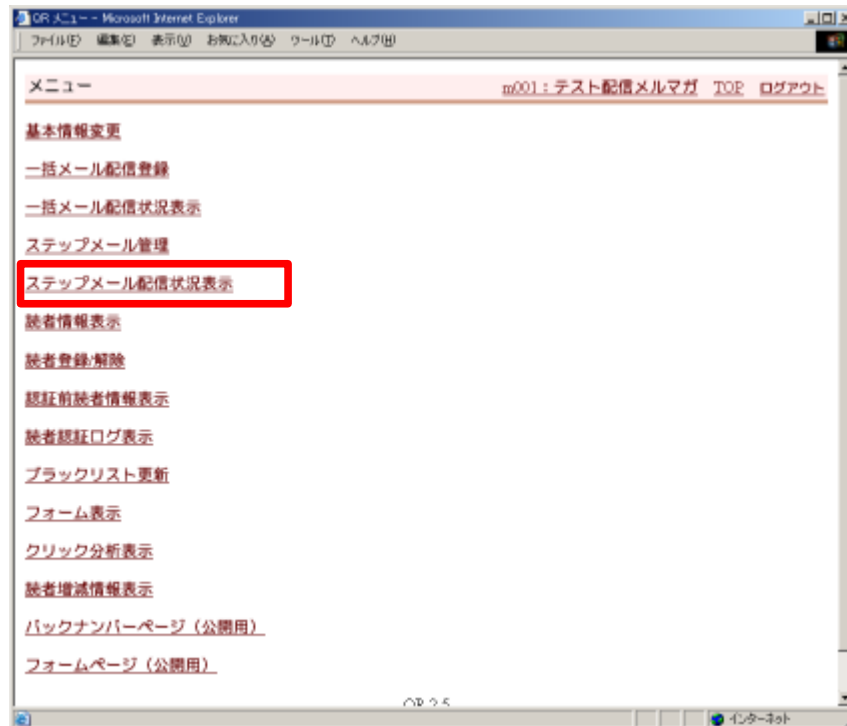 QR メニュー - Microsoft Internet Explorer
ファイル(F) 編集(E) 表示(V) お気に入り(A) ツール(T) ヘルプ(H)
メニュー m001：テスト配信メルマガ TOP ログアウト
基本情報変更
一括メール配信登録
一括メール配信状況表示
ステップメール管理
ステップメール配信状況表示
読者情報表示
読者登録/解除
認証前読者情報表示
読者認証ログ表示
ブラックリスト更新
フォーム表示
クリック分析表示
読者増減情報表示
バックナンバーページ（公開用）
フォームページ（公開用）
インターネット